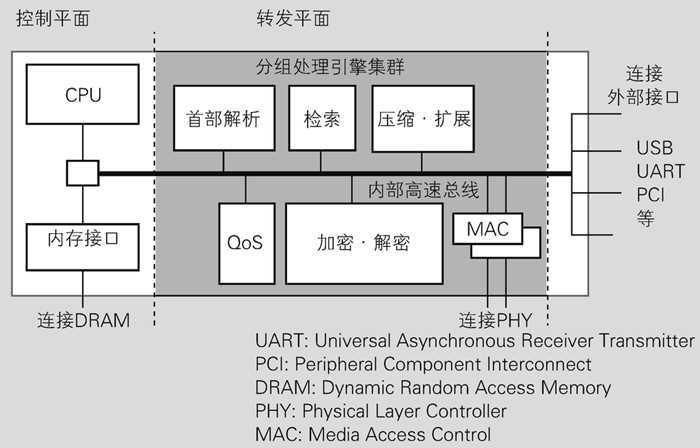 控制平面
转发平面
分组处理引擎集群
连接
外部接口
CPU
首部解析
检索
压缩·扩展
USB
UART
PCI
等
内部高速总线
内存接口
QoS
加密·解密
MAC
连接DRAM
连接PHY
UART: Universal Asynchronous Receiver Transmitter
PCI: Peripheral Component Interconnect
DRAM: Dynamic Random Access Memory
PHY: Physical Layer Controller
MAC: Media Access Control